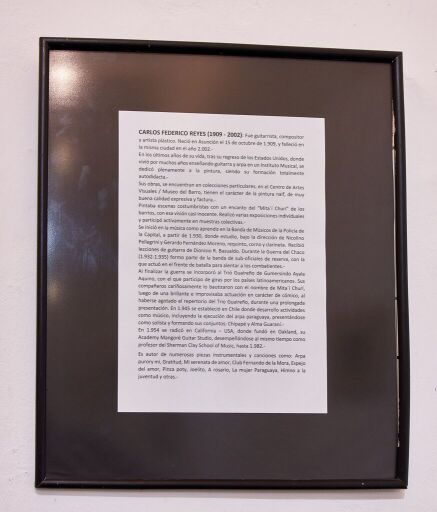 CARLOS FEDERICO REYES (1909 - 2002): Fue guitarrista, compositor
y artista plástico. Nació en Asunción el 15 de octubre de 1.909, y falleció en
la misma ciudad en el año 2.002.-
En los últimos años de su vida, tras su regreso de los Estados Unidos, donde
vivió por muchos años enseñando guitarra y arpa en un Instituto Musical, se
dedicó plenamente a la pintura, siendo su formación totalmente
autodidacta.-
Sus obras, se encuentran en colecciones particulares, en el Centro de Artes
Visuales / Museo del Barro, tienen el carácter de la pintura naif, de muy
buena calidad expresiva y factura.-
Pintaba escenas costumbristas con un encanto del "Mita'i Churi" de los
barrios, con esa visión casi inocente. Realizó varias exposiciones individuales
y participó activamente en muestras colectivas.-
Se inició en la música como aprendiz en la Banda de Músicos de la Policía de
la Capital, a partir de 1.930, donde estudio, bajo la dirección de Nicolino
Pellegrini y Gerardo Fernández Moreno, requinto, corno y clarinete. Recibió
lecciones de guitarra de Dionisio R. Basualdo. Durante la Guerra del Chaco
(1.932-1.935) formo parte de la banda de sub-oficiales de reserva, con la
que actuó en el frente de batalla para alentar a los combatientes.-
Al finalizar la guerra se incorporó al Trio Guaireño de Gumersindo Ayala
Aquino, con el que participo de giras por los países latinoamericanos. Sus
compañeros cariñosamente lo bautizaron con el nombre de Mita'i Churi,
luego de una brillante e improvisada actuación en carácter de cómico, al
haberse agotado el repertorio del Trio Guaireño, durante una prolongada
presentación. En 1.945 se estableció en Chile donde desarrollo actividades
como músico, incluyendo la ejecución del arpa paraguaya, presentándose
como solista y formando sus conjuntos: Chipepe y Alma Guaraní.-
En 1.954 se radicó en California – USA, donde fundó en Oakland, su
Academy Mangoré Guitar Studio, desempeñándose al mismo tiempo como
profesor del Sherman Clay School of Music, hasta 1.982.-
Es autor de numerosas piezas instrumentales y canciones como: Arpa
purory mi, Gratitud, Mi serenata de amor, Club Fernando de la Mora, Espejo
del amor, Pinza poty, Joelito, A rosario, La mujer Paraguaya, Himno a la
juventud y otras.-